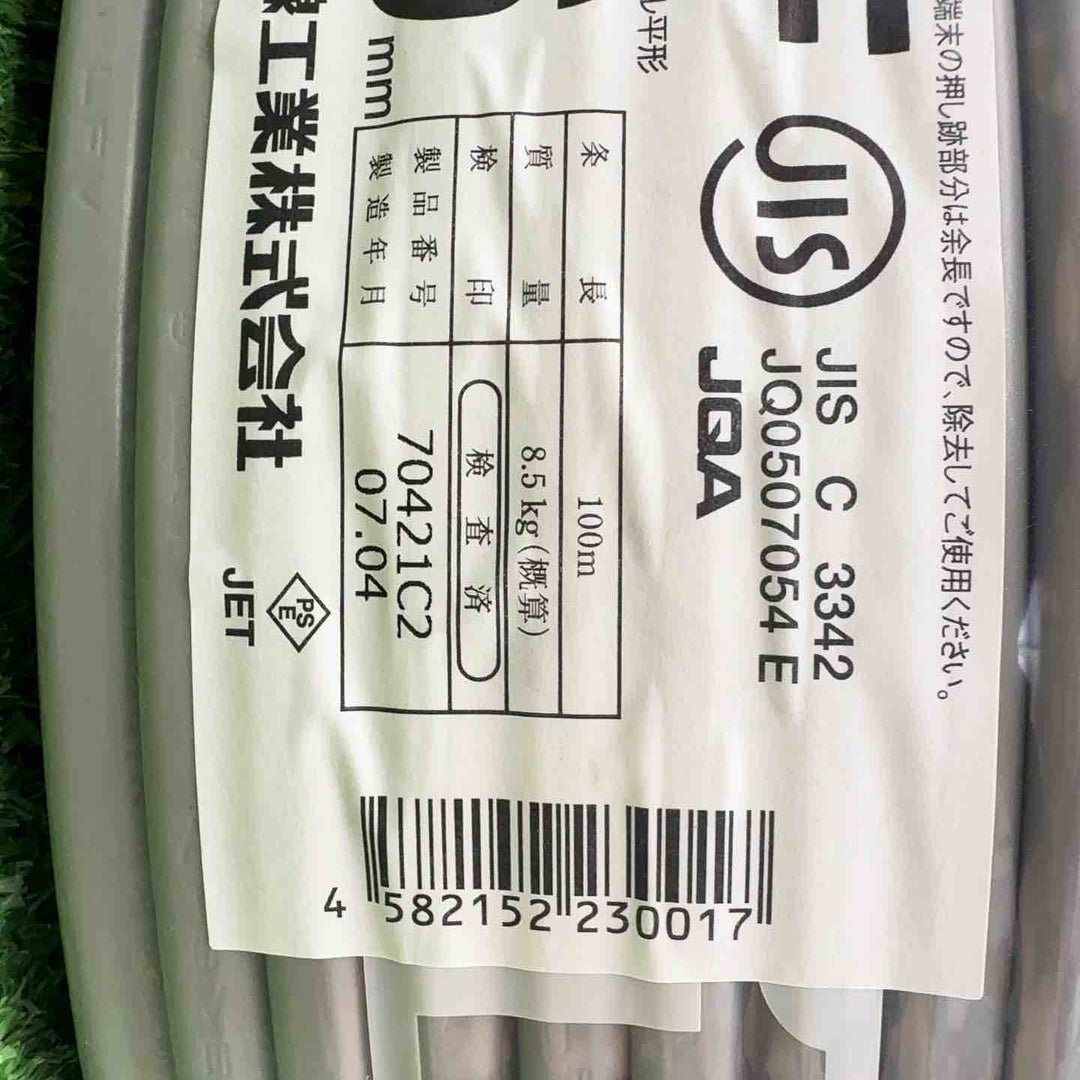 端末の押し跡部分は余長ですので、除去してご使用ください。
JIS
JIS C 3342
JQ0507054 E
JQA
平形
条長 100m
質量 8.5kg(概算)
検印 検査済
製品番号 70421C2
製造年月 07.04
mm
工業株式会社
PS
E
JET
4 582152 230017